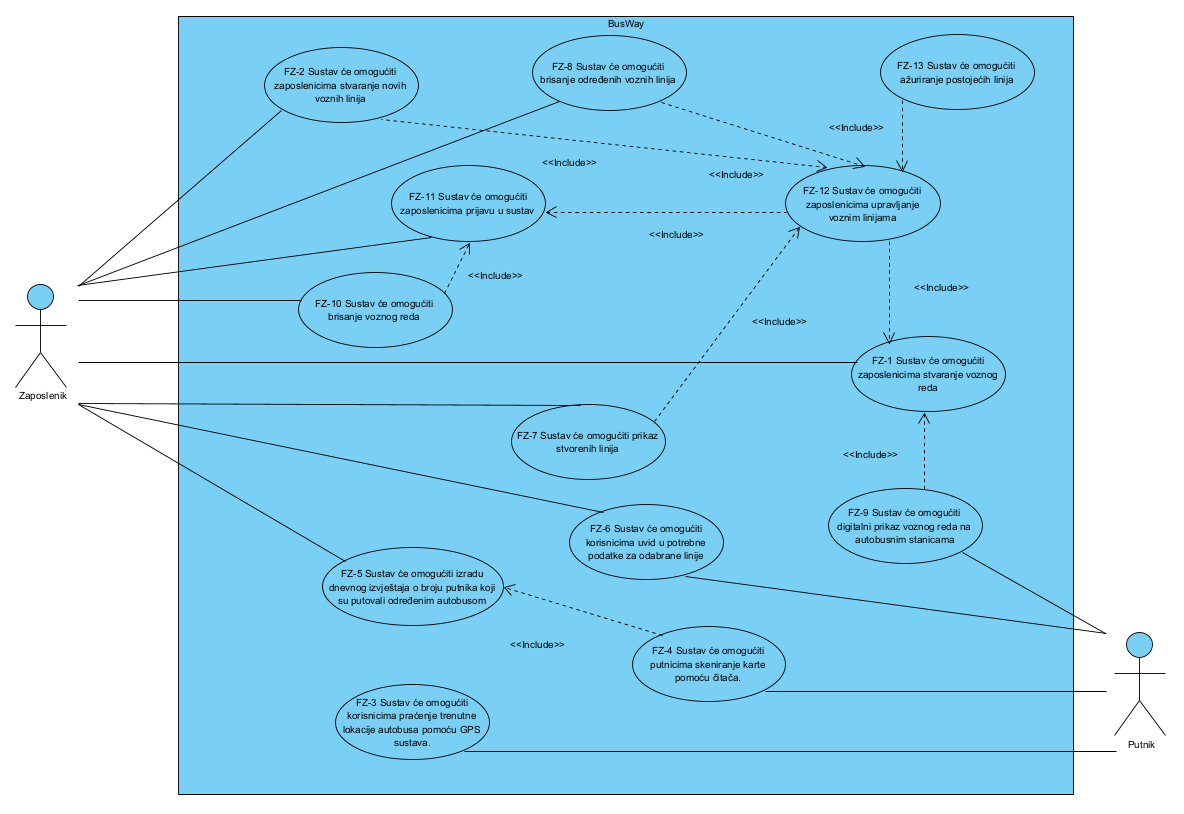 BusWay
FZ-2 Sustav će omogućiti
zaposlenicima stvaranje novih
voznih linija
FZ-8 Sustav će omogućiti
brisanje određenih voznih linija
FZ-13 Sustav će omogućiti
ažuriranje postojećih linija
<<Include>>
<<Include>>
<<Include>>
FZ-11 Sustav će omogućiti
zaposlenicima prijavu u sustav
FZ-12 Sustav će omogućiti
zaposlenicima upravljanje
voznim linijama
<<Include>>
<<Include>>
<<Include>>
FZ-10 Sustav će omogućiti
brisanje voznog reda
<<Include>>
FZ-1 Sustav će omogućiti
zaposlenicima stvaranje voznog
reda
Zaposlenik
FZ-7 Sustav će omogućiti prikaz
stvorenih linija
<<Include>>
FZ-9 Sustav će omogućiti
digitalni prikaz voznog reda na
autobusnim stanicama
FZ-6 Sustav će omogućiti
korisnicima uvid u potrebne
podatke za odabrane linije
FZ-5 Sustav će omogućiti izradu
dnevnog izvještaja o broju putnika koji
su putovali određenim autobusom
<<Include>>
FZ-4 Sustav će omogućiti
putnicima skeniranje karte
pomoću čitača.
FZ-3 Sustav će omogućiti
korisnicima praćenje trenutne
lokacije autobusa pomoću GPS
sustava.
Putnik